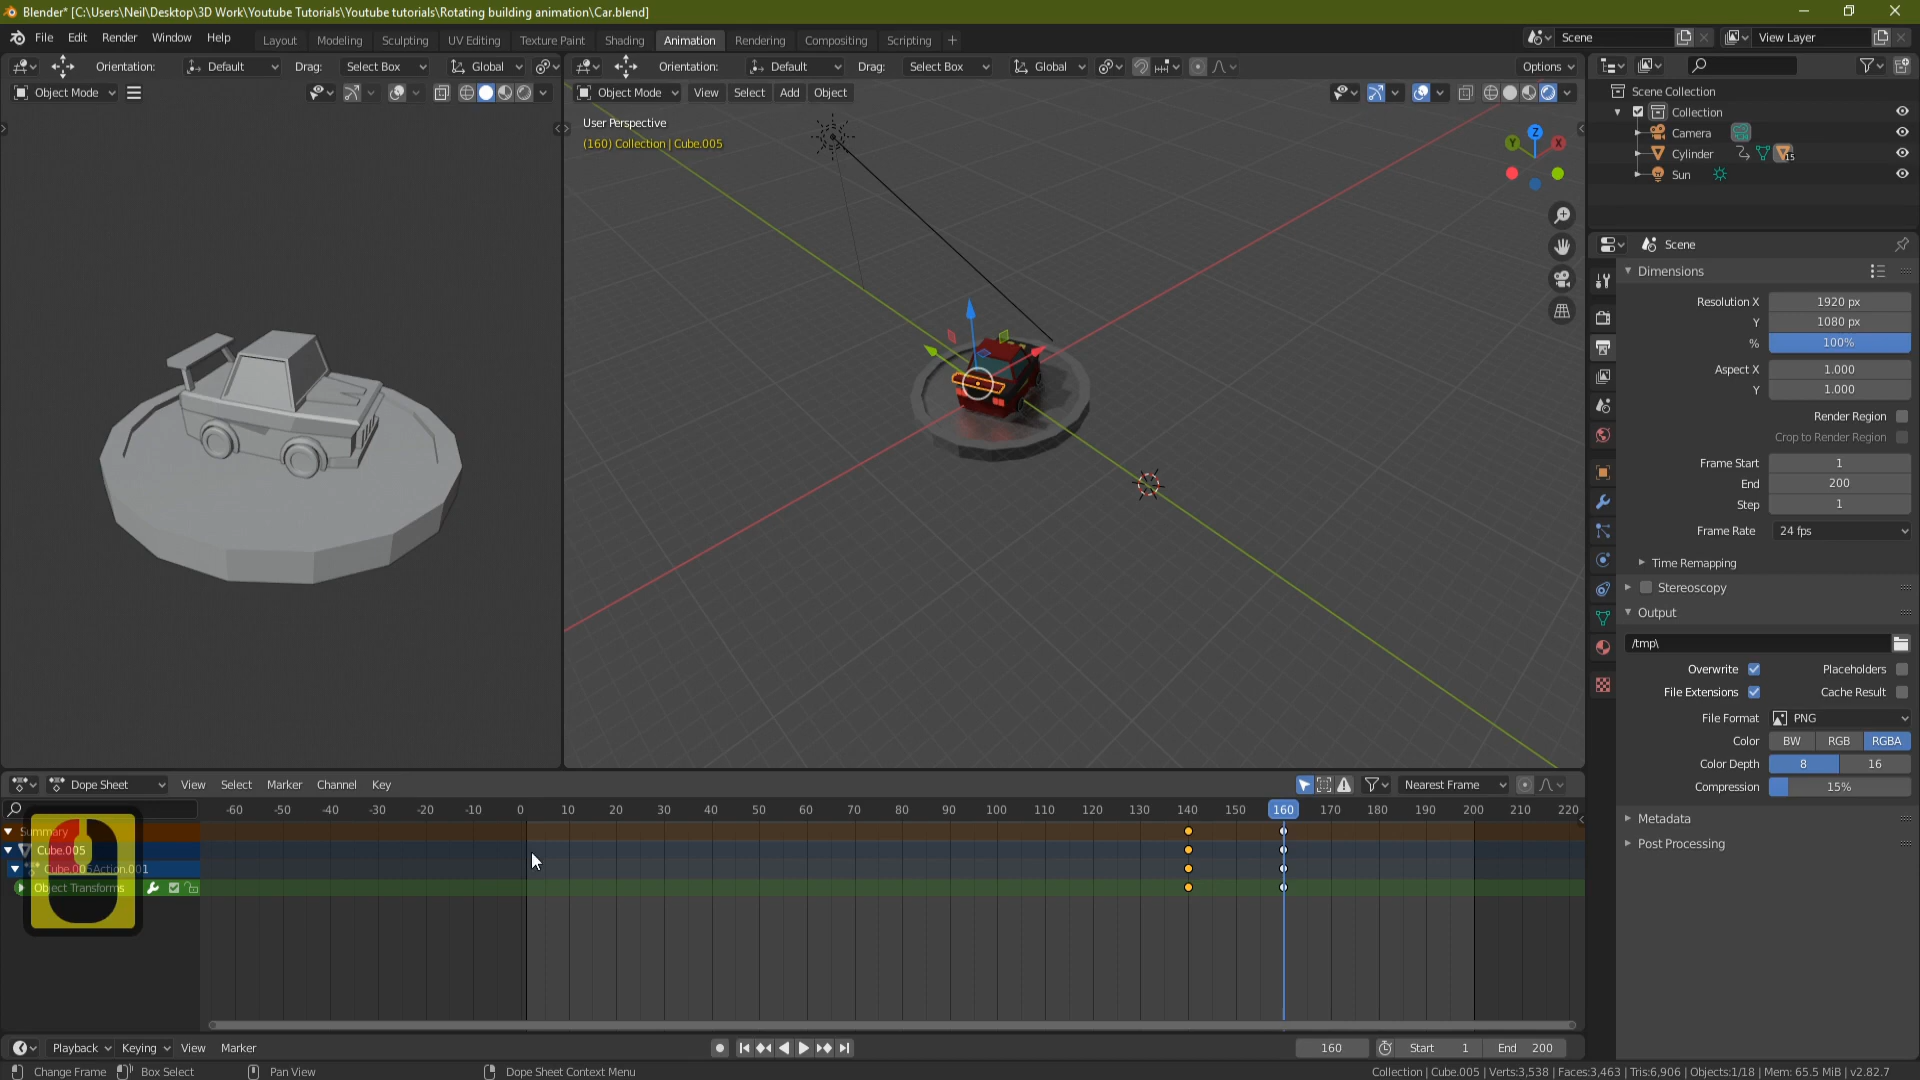 Blender* [C:\Users\Neil\Desktop\3D Work\Youtube Tutorials\Youtube tutorials\Rotating building animation\Car.blend]
File Edit Render Window Help Layout Modeling Sculpting UV Editing Texture Paint Shading Animation Rendering Compositing Scripting + Scene View Layer
Orientation: Default Drag: Select Box Global Orientation: Default Drag: Select Box Global Options
Object Mode Object Mode View Select Add Object
User Perspective
(160) Collection | Cube.005
Z
Y X
Scene Collection
Collection
Camera
Cylinder 15
Sun
Scene
Dimensions
Resolution X 1920 px
Y 1080 px
% 100%
Aspect X 1.000
Y 1.000
Render Region
Crop to Render Region
Frame Start 1
End 200
Step 1
Frame Rate 24 fps
Time Remapping
Stereoscopy
Output
/tmp\
Overwrite Placeholders
File Extensions Cache Result
File Format PNG
Color BW RGB RGBA
Color Depth 8 16
Compression 15%
Metadata
Post Processing
Dope Sheet View Select Marker Channel Key Nearest Frame
-60 -50 -40 -30 -20 -10 0 10 20 30 40 50 60 70 80 90 100 110 120 130 140 150 160 170 180 190 200 210 220
Summary
Cube.005
Cube.005Action.001
Object Transforms
Playback Keying View Marker 160 Start 1 End 200
Change Frame Box Select Pan View Dope Sheet Context Menu Collection | Cube.005 | Verts:3,538 | Faces:3,463 | Tris:6,906 | Objects:1/18 | Mem: 65.5 MiB | v2.82.7